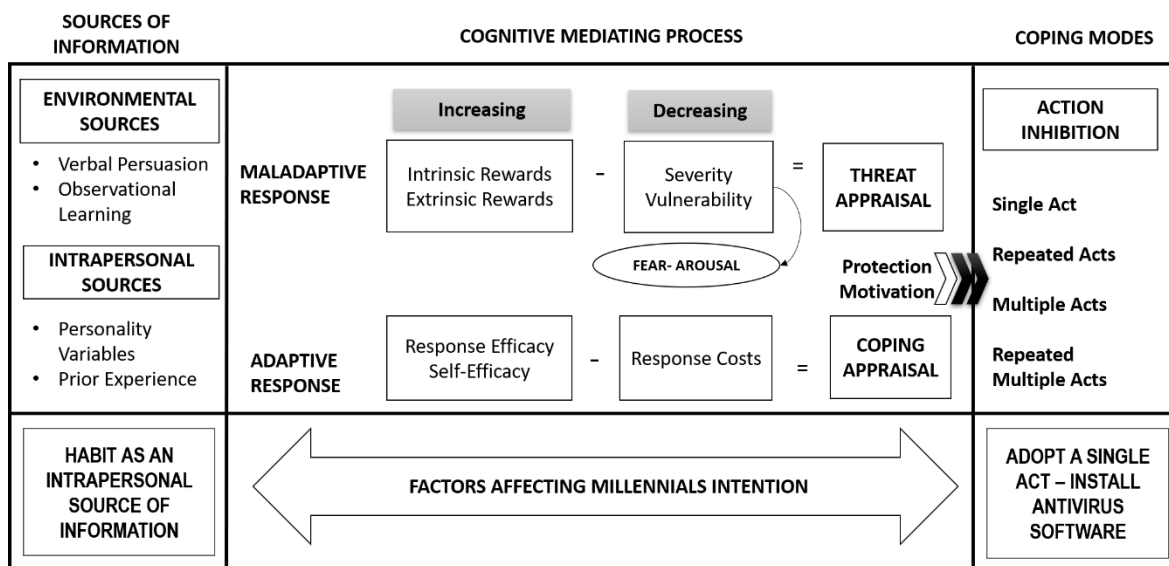 SOURCES OF
INFORMATION
COGNITIVE MEDIATING PROCESS
COPING MODES
ENVIRONMENTAL
SOURCES
• Verbal Persuasion
• Observational
Learning
INTRAPERSONAL
SOURCES
• Personality
Variables
• Prior Experience
Increasing
Decreasing
MALADAPTIVE
RESPONSE
Intrinsic Rewards
Extrinsic Rewards
-
Severity
Vulnerability
=
THREAT
APPRAISAL
FEAR- AROUSAL
Protection
Motivation
ADAPTIVE
RESPONSE
Response Efficacy
Self-Efficacy
-
Response Costs
=
COPING
APPRAISAL
ACTION
INHIBITION
Single Act
Repeated Acts
Multiple Acts
Repeated
Multiple Acts
HABIT AS AN
INTRAPERSONAL
SOURCE OF
INFORMATION
FACTORS AFFECTING MILLENNIALS INTENTION
ADOPT A SINGLE
ACT – INSTALL
ANTIVIRUS
SOFTWARE